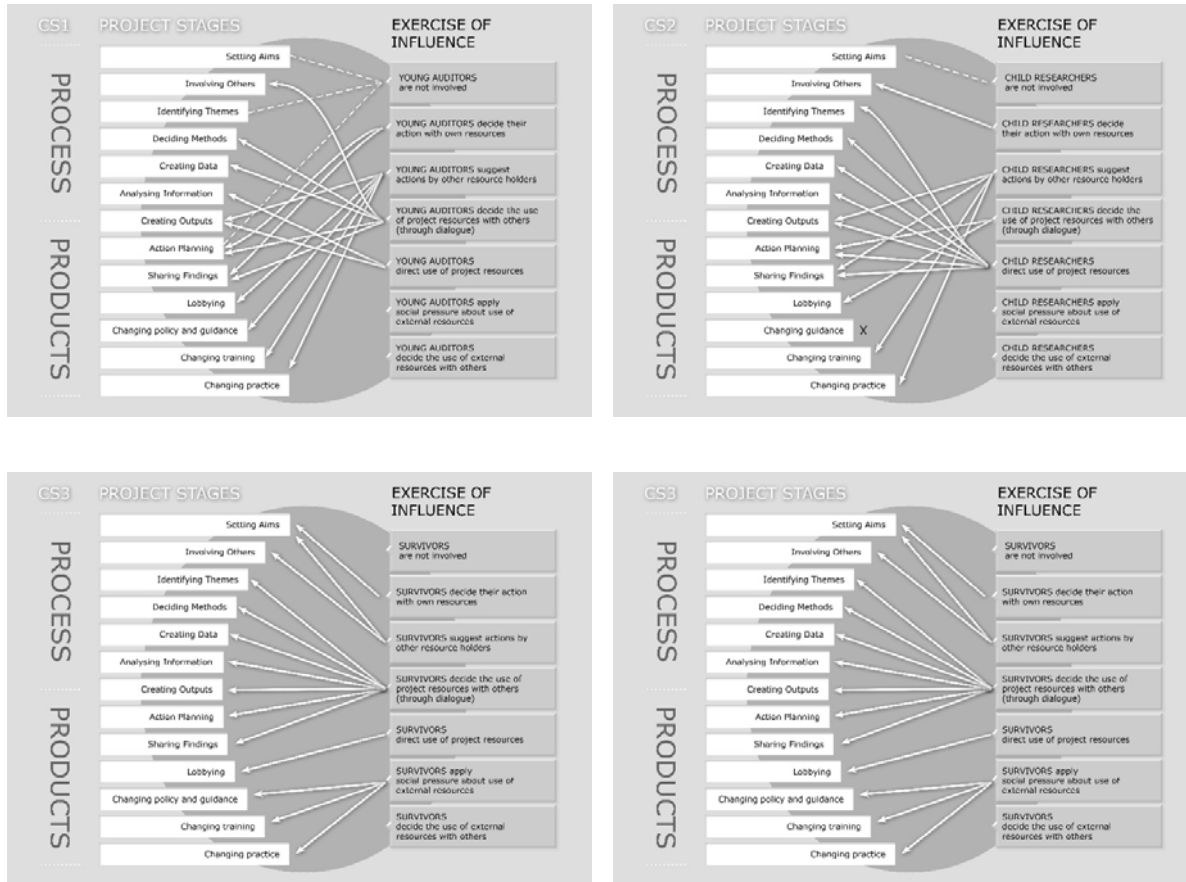 CS1 PROJECT STAGES
EXERCISE OF
INFLUENCE
PROCESS
PRODUCTS
Setting Aims
Involving Others
Identifying Themes
Deciding Methods
Creating Data
Analysing Information
Creating Outputs
Action Planning
Sharing Findings
Lobbying
Changing policy and guidance
Changing training
Changing practice
YOUNG AUDITORS
are not involved
YOUNG AUDITORS decide their
action with own resources
YOUNG AUDITORS suggest
actions by other resource holders
YOUNG AUDITORS decide the use
of project resources with others
(through dialogue)
YOUNG AUDITORS
direct use of project resources
YOUNG AUDITORS apply
social pressure about use of
external resources
YOUNG AUDITORS
decide the use of external
resources with others
CS2 PROJECT STAGES
EXERCISE OF
INFLUENCE
PROCESS
PRODUCTS
Setting Aims
Involving Others
Identifying Themes
Deciding Methods
Creating Data
Analysing Information
Creating Outputs
Action Planning
Sharing Findings
Lobbying
Changing guidance X
Changing training
Changing practice
CHILD RESEARCHERS
are not involved
CHILD RESEARCHERS decide
their action with own resources
CHILD RESEARCHERS suggest
actions by other resource holders
CHILD RESEARCHERS decide the
use of project resources with others
(through dialogue)
CHILD RESEARCHERS
direct use of project resources
CHILD RESEARCHERS apply
social pressure about use of
external resources
CHILD RESEARCHERS
decide the use of external
resources with others
CS3 PROJECT STAGES
EXERCISE OF
INFLUENCE
PROCESS
PRODUCTS
Setting Aims
Involving Others
Identifying Themes
Deciding Methods
Creating Data
Analysing Information
Creating Outputs
Action Planning
Sharing Findings
Lobbying
Changing policy and guidance
Changing training
Changing practice
SURVIVORS
are not involved
SURVIVORS decide their action
with own resources
SURVIVORS suggest actions by
other resource holders
SURVIVORS decide the use of
project resources with others
(through dialogue)
SURVIVORS
direct use of project resources
SURVIVORS apply
social pressure about use of
external resources
SURVIVORS
decide the use of external
resources with others
CS3 PROJECT STAGES
EXERCISE OF
INFLUENCE
PROCESS
PRODUCTS
Setting Aims
Involving Others
Identifying Themes
Deciding Methods
Creating Data
Analysing Information
Creating Outputs
Action Planning
Sharing Findings
Lobbying
Changing policy and guidance
Changing training
Changing practice
SURVIVORS
are not involved
SURVIVORS decide their action
with own resources
SURVIVORS suggest actions by
other resource holders
SURVIVORS decide the use of
project resources with others
(through dialogue)
SURVIVORS
direct use of project resources
SURVIVORS apply
social pressure about use of
external resources
SURVIVORS
decide the use of external
resources with others